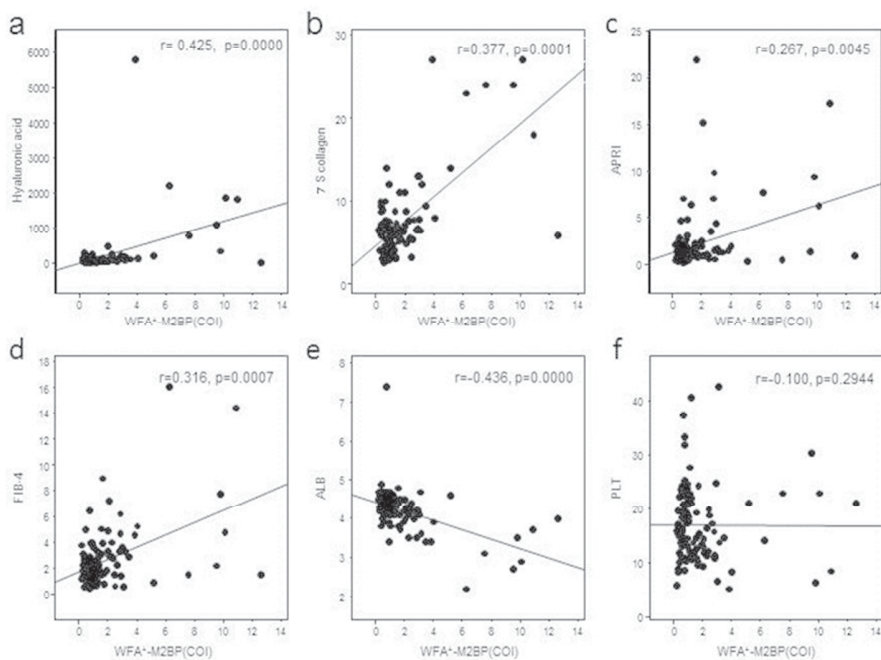 a
r= 0.425, p=0.0000
6000
5000
4000
3000
2000
1000
0
Hyaluronic acid
0 2 4 6 8 10 12 14
WFA⁺-M2BP(COI)
b
r=0.377, p=0.0001
30
20
10
0
7 S collagen
0 2 4 6 8 10 12 14
WFA⁺-M2BP(COI)
c
r=0.267, p=0.0045
25
20
15
10
5
0
APRI
0 2 4 6 8 10 12 14
WFA⁺-M2BP(COI)
d
r=0.316, p=0.0007
18
16
14
12
10
8
6
4
2
0
FIB-4
0 2 4 6 8 10 12 14
WFA⁺-M2BP(COI)
e
r=-0.436, p=0.0000
8
7
6
5
4
3
2
ALB
0 2 4 6 8 10 12 14
WFA⁺-M2BP(COI)
f
r=-0.100, p=0.2944
40
30
20
10
0
PLT
0 2 4 6 8 10 12 14
WFA⁺-M2BP(COI)